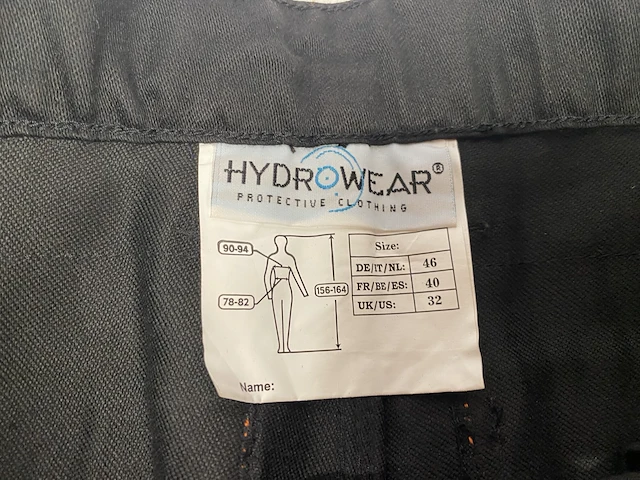 HYDROWEAR®
PROTECTIVE CLOTHING
90-94
78-82
156-164
Size:
DE/IT/NL: 46
FR/BE/ES: 40
UK/US: 32
Name: